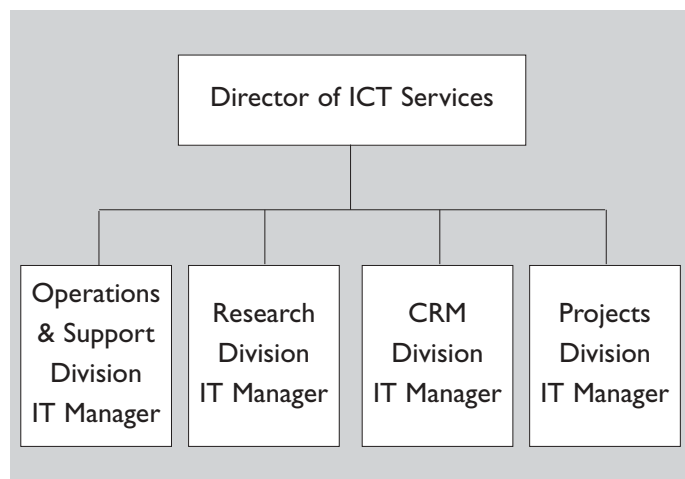 Director of ICT Services
Operations
& Support
Division
IT Manager
Research
Division
IT Manager
CRM
Division
IT Manager
Projects
Division
IT Manager